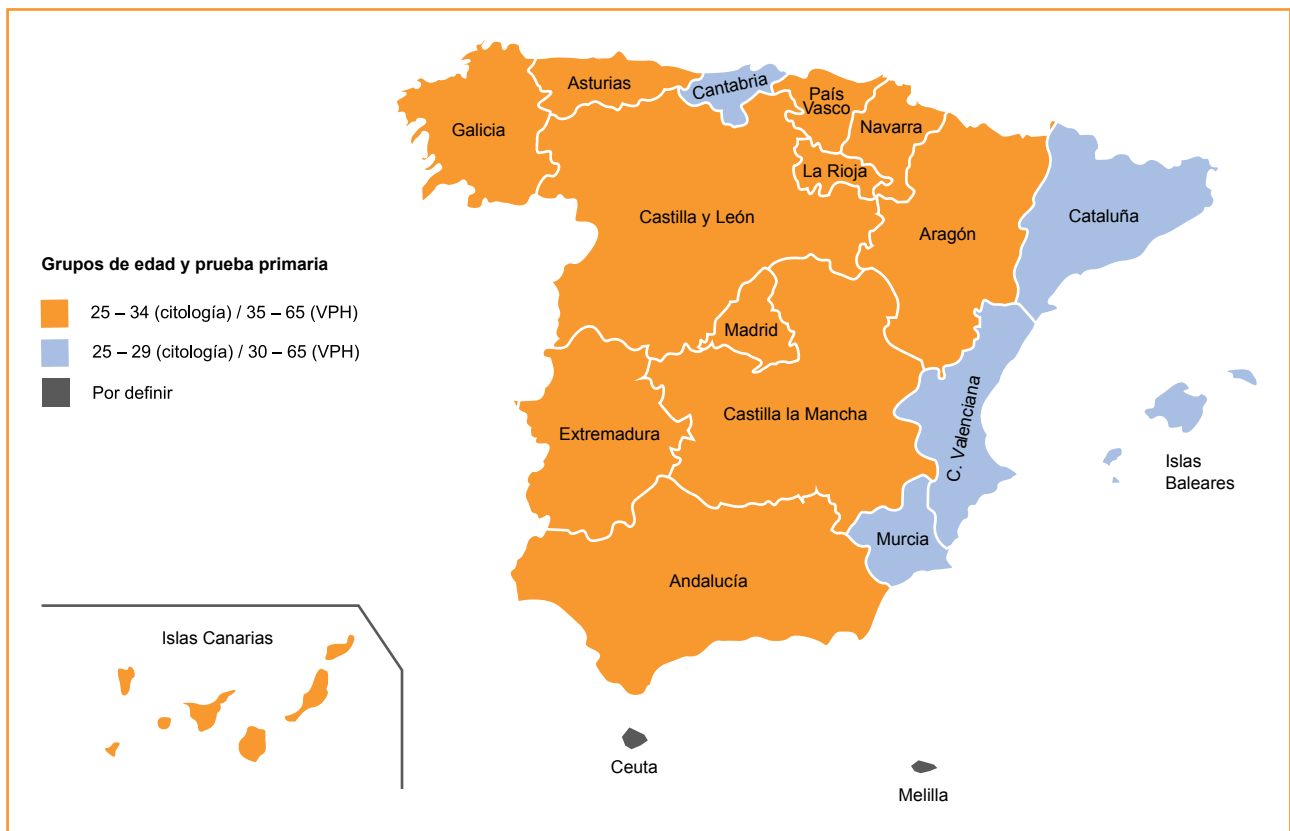 Asturias
Cantabria
País
Vasco
Navarra
Galicia
La Rioja
Castilla y León
Cataluña
Aragón
Grupos de edad y prueba primaria
25 – 34 (citología) / 35 – 65 (VPH)
25 – 29 (citología) / 30 – 65 (VPH)
Por definir
Madrid
Castilla la Mancha
Extremadura
C. Valenciana
Islas
Baleares
Murcia
Andalucía
Islas Canarias
Ceuta
Melilla